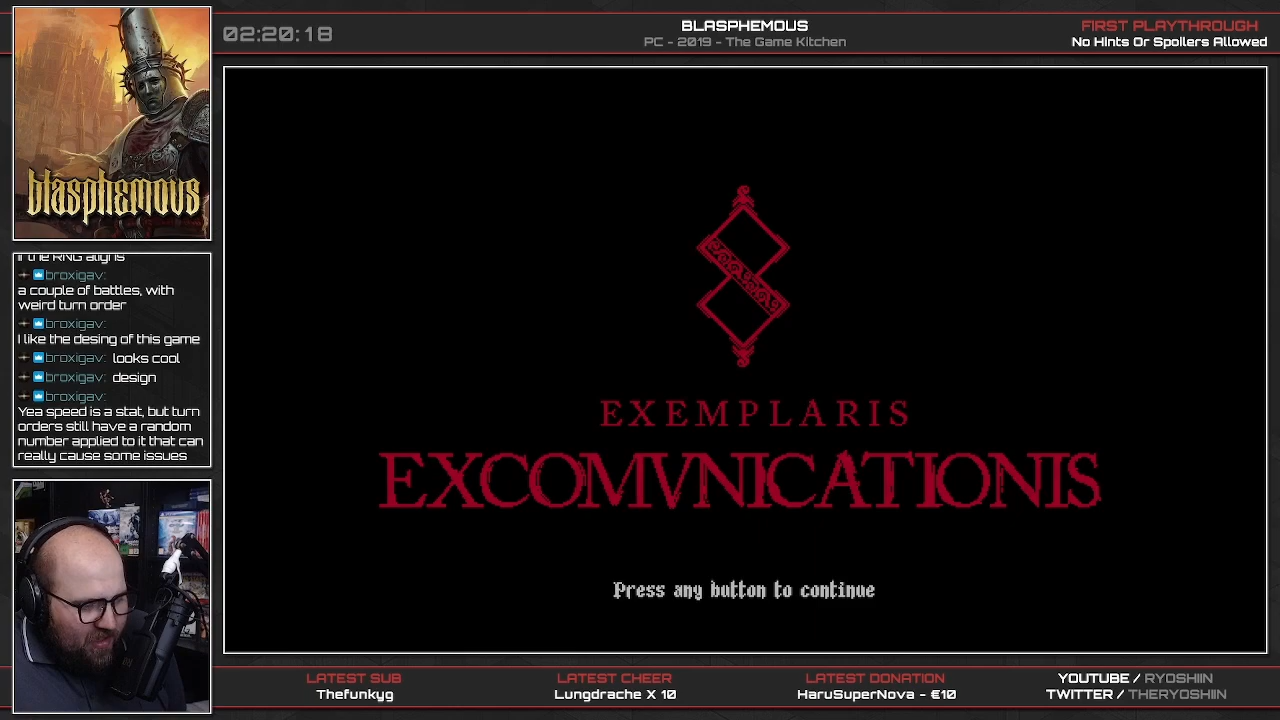 02:20:18
BLASPHEMOUS
PC - 2019 - The Game Kitchen
FIRST PLAYTHROUGH
No Hints Or Spoilers Allowed
blasphemous
if the RNG aligns
broxigav:
a couple of battles, with
weird turn order
broxigav:
I like the desing of this game
broxigav: looks cool
broxigav: design
broxigav:
Yea speed is a stat, but turn
orders still have a random
number applied to it that can
really cause some issues
EXEMPLARIS
EXCOMVNICATIONIS
Press any button to continue
LATEST SUB
Thefunkyg
LATEST CHEER
Lungdrache X 10
LATEST DONATION
HaruSuperNova - €10
YOUTUBE / RYOSHIIN
TWITTER / THERYOSHIIN